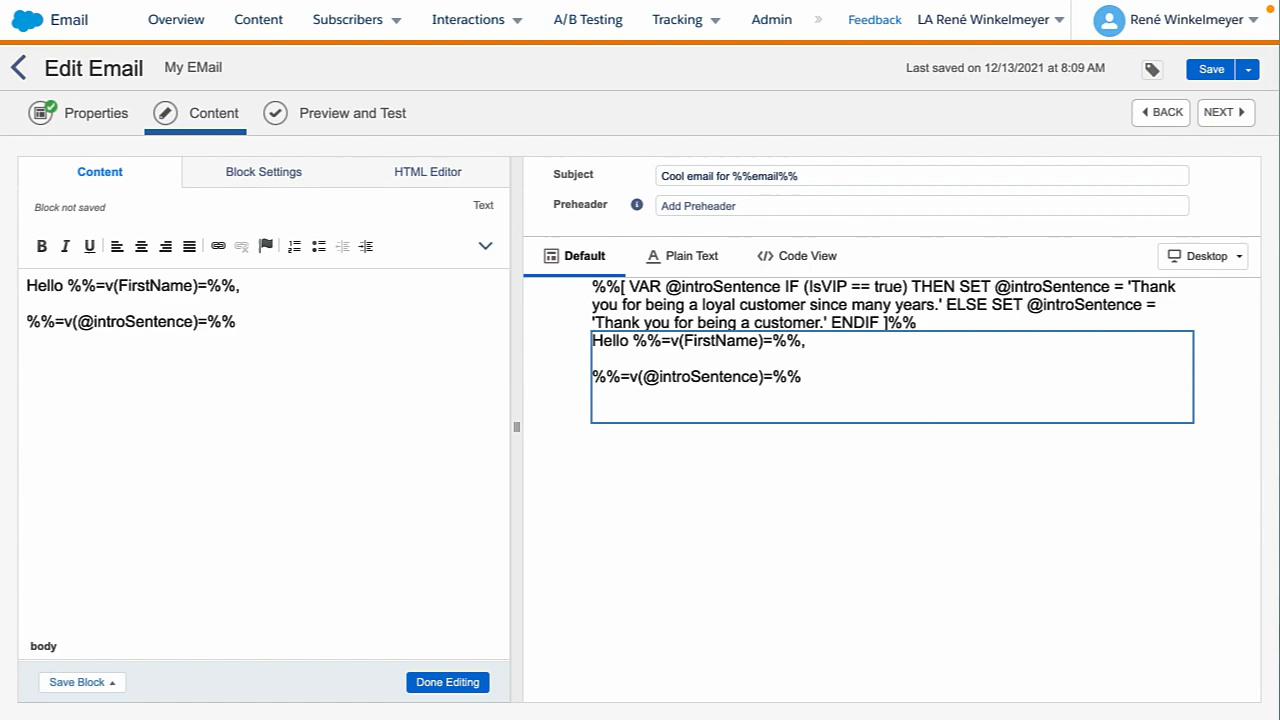 Email Overview Content Subscribers Interactions A/B Testing Tracking Admin » Feedback LA René Winkelmeyer René Winkelmeyer
Edit Email My EMail Last saved on 12/13/2021 at 8:09 AM Save
Properties Content Preview and Test BACK NEXT
Content Block Settings HTML Editor
Block not saved Text
B I U
Hello %%=v(FirstName)=%%,
%%=v(@introSentence)=%%
body
Save Block Done Editing
Subject Cool email for %%email%%
Preheader Add Preheader
Default Plain Text Code View Desktop
%%[ VAR @introSentence IF (IsVIP == true) THEN SET @introSentence = 'Thank
you for being a loyal customer since many years.' ELSE SET @introSentence =
'Thank you for being a customer.' ENDIF ]%%
Hello %%=v(FirstName)=%%,
%%=v(@introSentence)=%%